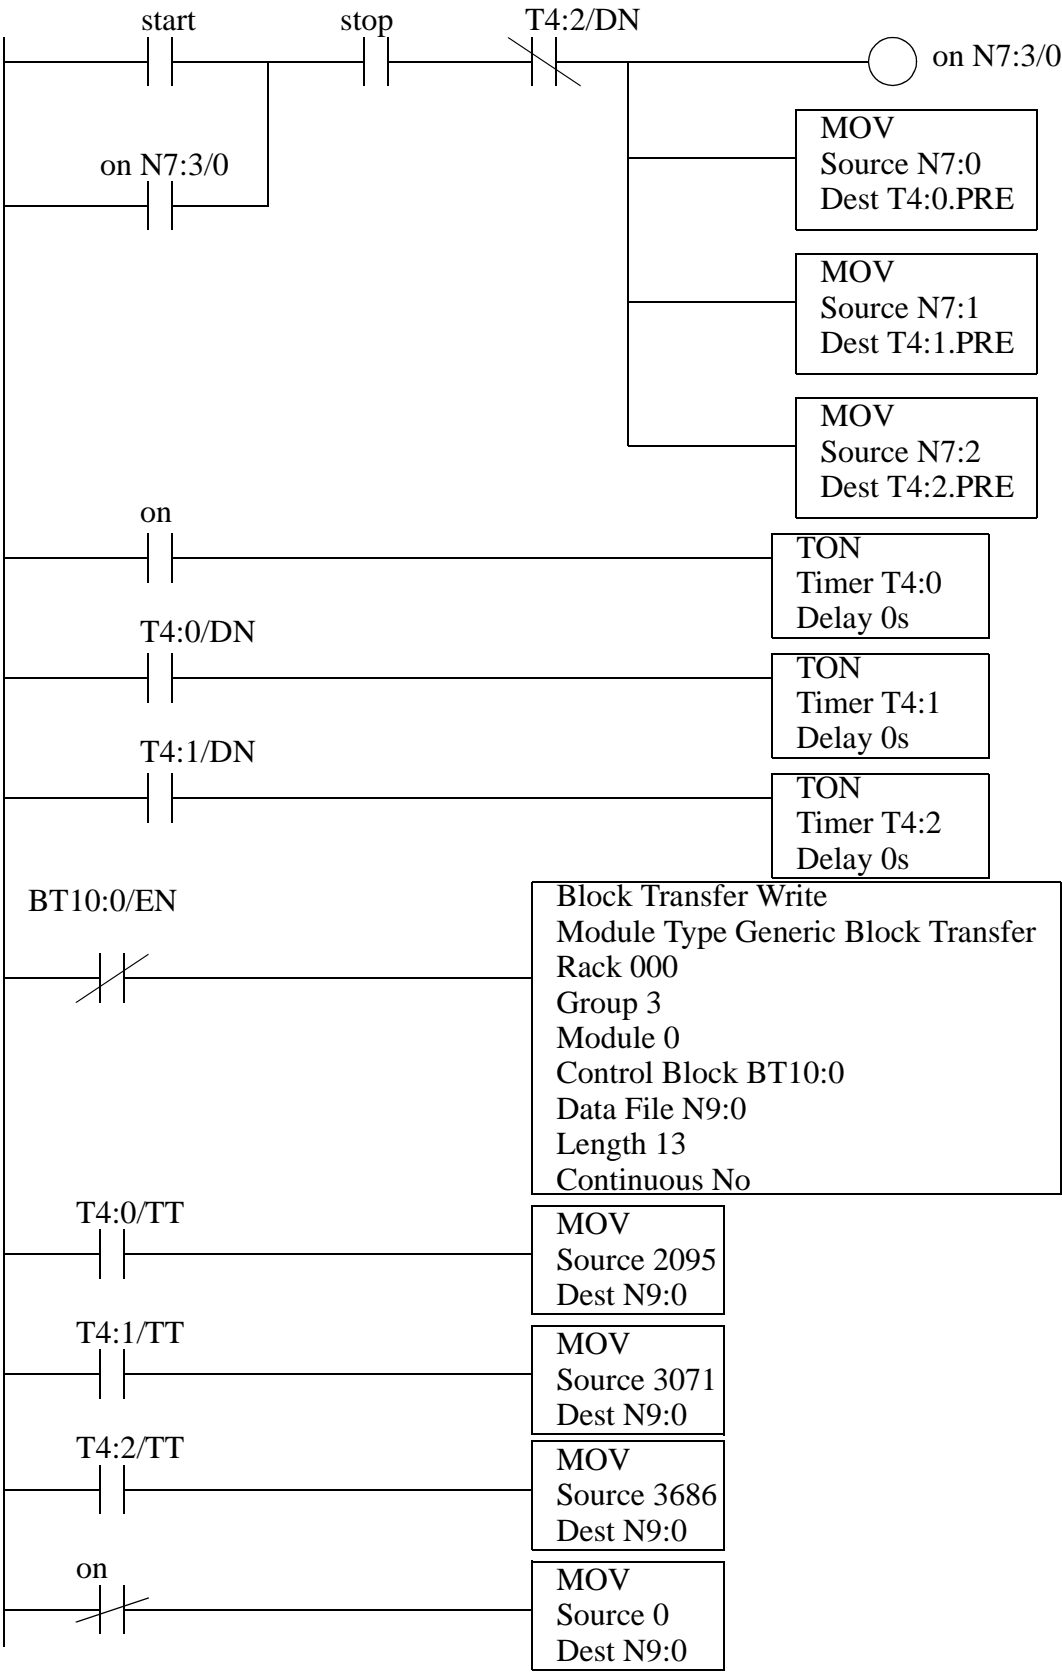 start
stop
T4:2/DN
on N7:3/0
MOV
Source N7:0
Dest T4:0.PRE
on N7:3/0
MOV
Source N7:1
Dest T4:1.PRE
MOV
Source N7:2
Dest T4:2.PRE
on
TON
Timer T4:0
Delay 0s
T4:0/DN
TON
Timer T4:1
Delay 0s
T4:1/DN
TON
Timer T4:2
Delay 0s
BT10:0/EN
Block Transfer Write
Module Type Generic Block Transfer
Rack 000
Group 3
Module 0
Control Block BT10:0
Data File N9:0
Length 13
Continuous No
T4:0/TT
MOV
Source 2095
Dest N9:0
T4:1/TT
MOV
Source 3071
Dest N9:0
T4:2/TT
MOV
Source 3686
Dest N9:0
on
MOV
Source 0
Dest N9:0